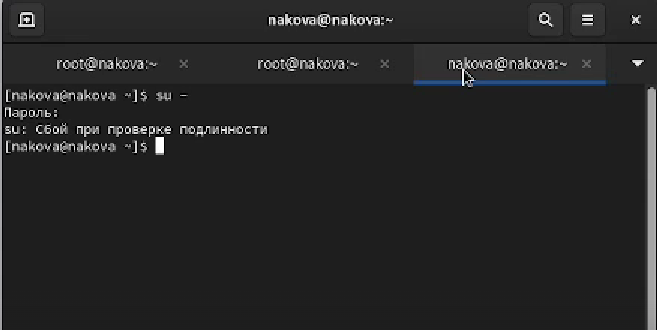 nakova@nakova:~
root@nakova:~
root@nakova:~
nakova@nakova:~
[nakova@nakova ~]$ su -
Пароль:
su: Сбой при проверке подлинности
[nakova@nakova ~]$